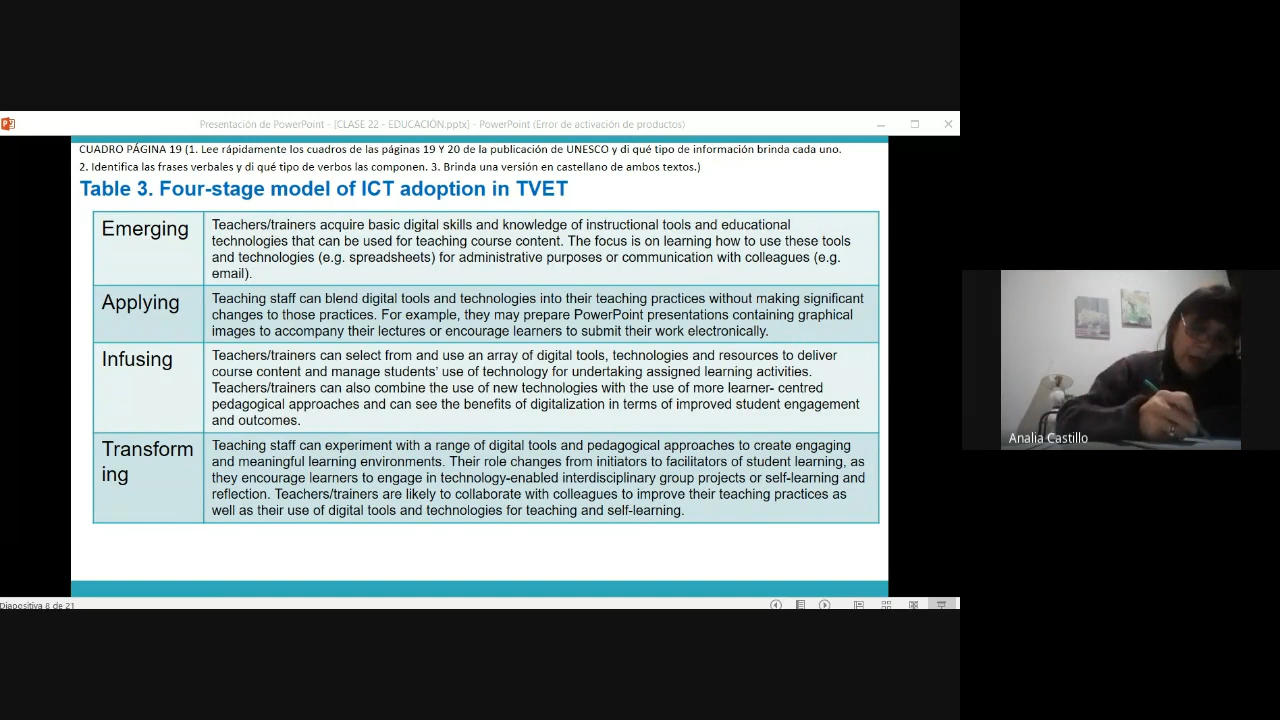 Presentación de PowerPoint - [CLASE 22 - EDUCACIÓN.pptx] - PowerPoint (Error de activación de productos)
CUADRO PÁGINA 19 (1. Lee rápidamente los cuadros de las páginas 19 Y 20 de la publicación de UNESCO y di qué tipo de información brinda cada uno.
2. Identifica las frases verbales y di qué tipo de verbos las componen. 3. Brinda una versión en castellano de ambos textos.)
Table 3. Four-stage model of ICT adoption in TVET
Emerging
Teachers/trainers acquire basic digital skills and knowledge of instructional tools and educational
technologies that can be used for teaching course content. The focus is on learning how to use these tools
and technologies (e.g. spreadsheets) for administrative purposes or communication with colleagues (e.g.
email).
Applying
Teaching staff can blend digital tools and technologies into their teaching practices without making significant
changes to those practices. For example, they may prepare PowerPoint presentations containing graphical
images to accompany their lectures or encourage learners to submit their work electronically.
Infusing
Teachers/trainers can select from and use an array of digital tools, technologies and resources to deliver
course content and manage students' use of technology for undertaking assigned learning activities.
Teachers/trainers can also combine the use of new technologies with the use of more learner- centred
pedagogical approaches and can see the benefits of digitalization in terms of improved student engagement
and outcomes.
Transform
ing
Teaching staff can experiment with a range of digital tools and pedagogical approaches to create engaging
and meaningful learning environments. Their role changes from initiators to facilitators of student learning, as
they encourage learners to engage in technology-enabled interdisciplinary group projects or self-learning and
reflection. Teachers/trainers are likely to collaborate with colleagues to improve their teaching practices as
well as their use of digital tools and technologies for teaching and self-learning.
Diapositiva 8 de 21
Analia Castillo